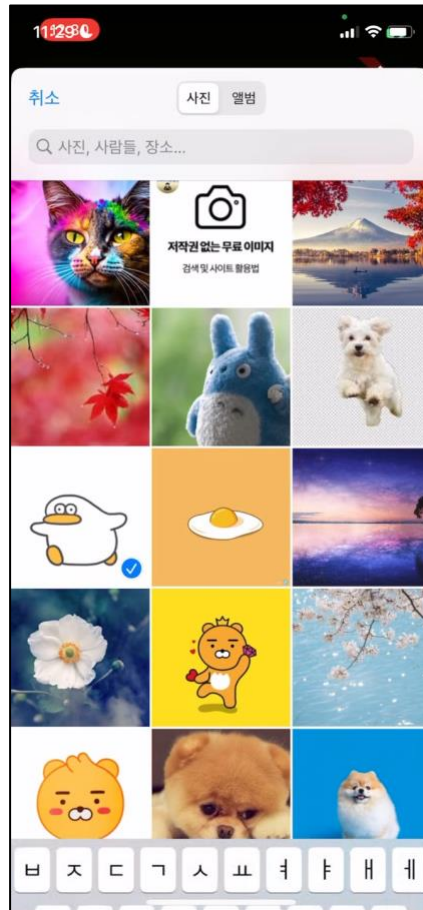 취소
사진 앨범
사진, 사람들, 장소...
저작권 없는 무료 이미지
검색 및 사이트 활용법
ㅂ ㅈ ㄷ ㄱ ㅅ ㅛ ㅕ ㅑ ㅐ ㅔ